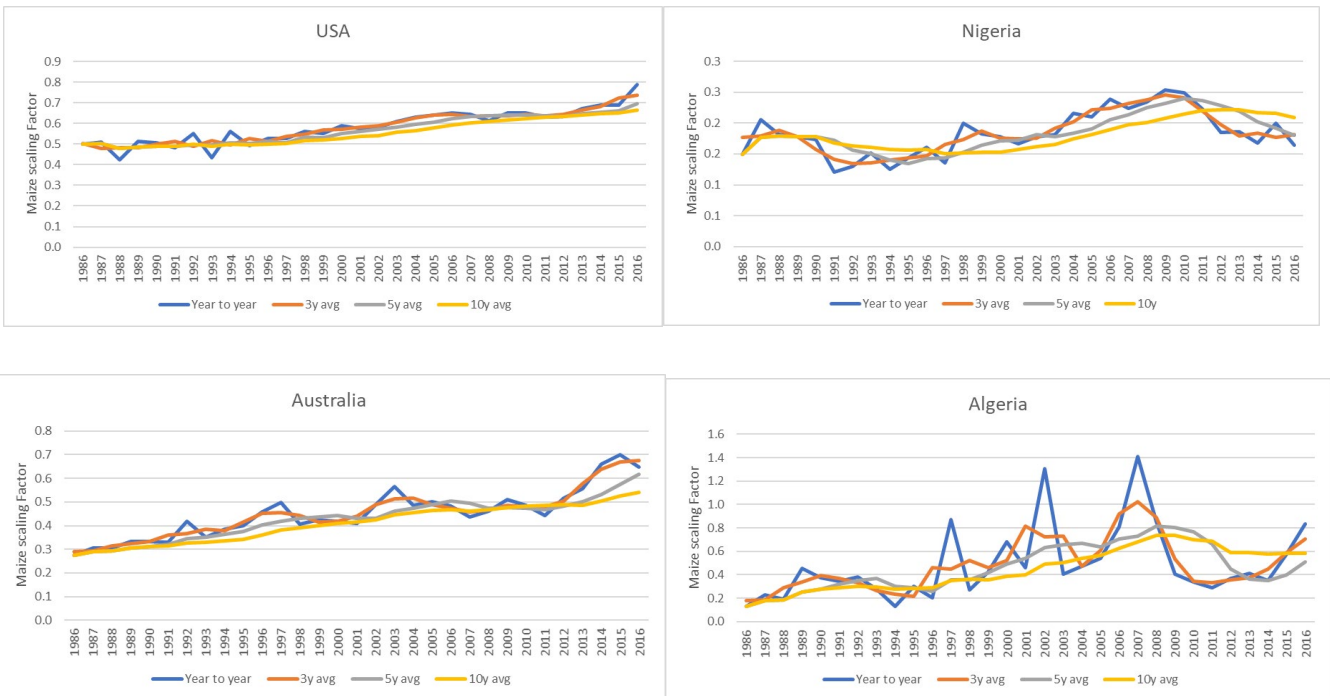 USA
Maize scaling Factor
0.9
0.8
0.7
0.6
0.5
0.4
0.3
0.2
0.1
0.0
1986 1987 1988 1989 1990 1991 1992 1993 1994 1995 1996 1997 1998 1999 2000 2001 2002 2003 2004 2005 2006 2007 2008 2009 2010 2011 2012 2013 2014 2015 2016
Year to year 3y avg 5y avg 10y avg
Nigeria
Maize scaling Factor
0.3
0.3
0.2
0.2
0.1
0.1
0.0
1986 1987 1988 1989 1990 1991 1992 1993 1994 1995 1996 1997 1998 1999 2000 2001 2002 2003 2004 2005 2006 2007 2008 2009 2010 2011 2012 2013 2014 2015 2016
Year to year 3y avg 5y avg 10y
Australia
Maize scaling Factor
0.8
0.7
0.6
0.5
0.4
0.3
0.2
0.1
0.0
1986 1987 1988 1989 1990 1991 1992 1993 1994 1995 1996 1997 1998 1999 2000 2001 2002 2003 2004 2005 2006 2007 2008 2009 2010 2011 2012 2013 2014 2015 2016
Year to year 3y avg 5y avg 10y avg
Algeria
Maize scaling Factor
1.6
1.4
1.2
1.0
0.8
0.6
0.4
0.2
0.0
1986 1987 1988 1989 1990 1991 1992 1993 1994 1995 1996 1997 1998 1999 2000 2001 2002 2003 2004 2005 2006 2007 2008 2009 2010 2011 2012 2013 2014 2015 2016
Year to year 3y avg 5y avg 10y avg